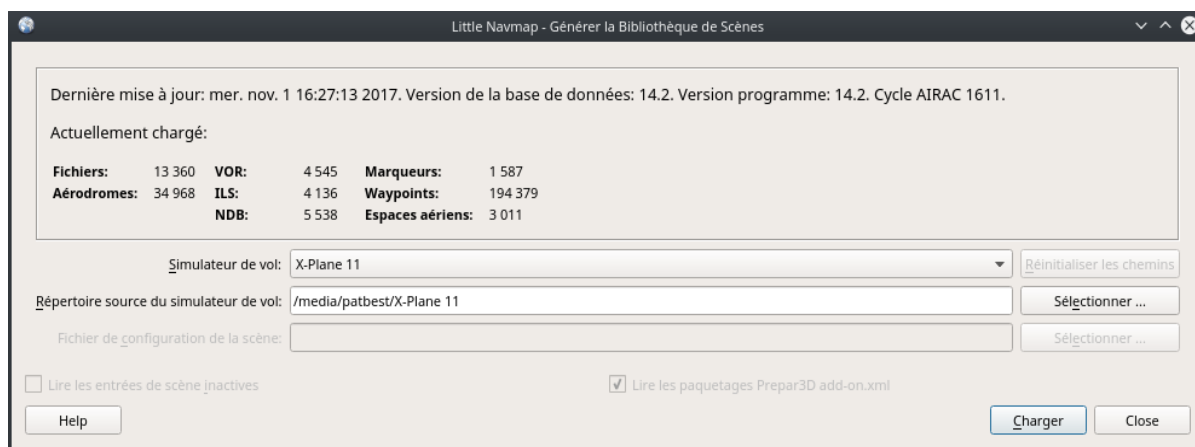 Little Navmap - Générer la Bibliothèque de Scènes
Dernière mise à jour: mer. nov. 1 16:27:13 2017. Version de la base de données: 14.2. Version programme: 14.2. Cycle AIRAC 1611.
Actuellement chargé:
Fichiers: 13 360 VOR: 4 545 Marqueurs: 1 587
Aérodromes: 34 968 ILS: 4 136 Waypoints: 194 379
NDB: 5 538 Espaces aériens: 3 011
Simulateur de vol: X-Plane 11 Réinitialiser les chemins
Répertoire source du simulateur de vol: /media/patbest/X-Plane 11 Sélectionner ...
Fichier de configuration de la scène: Sélectionner ...
Lire les entrées de scène inactives Lire les paquetages Prepar3D add-on.xml
Help Charger Close